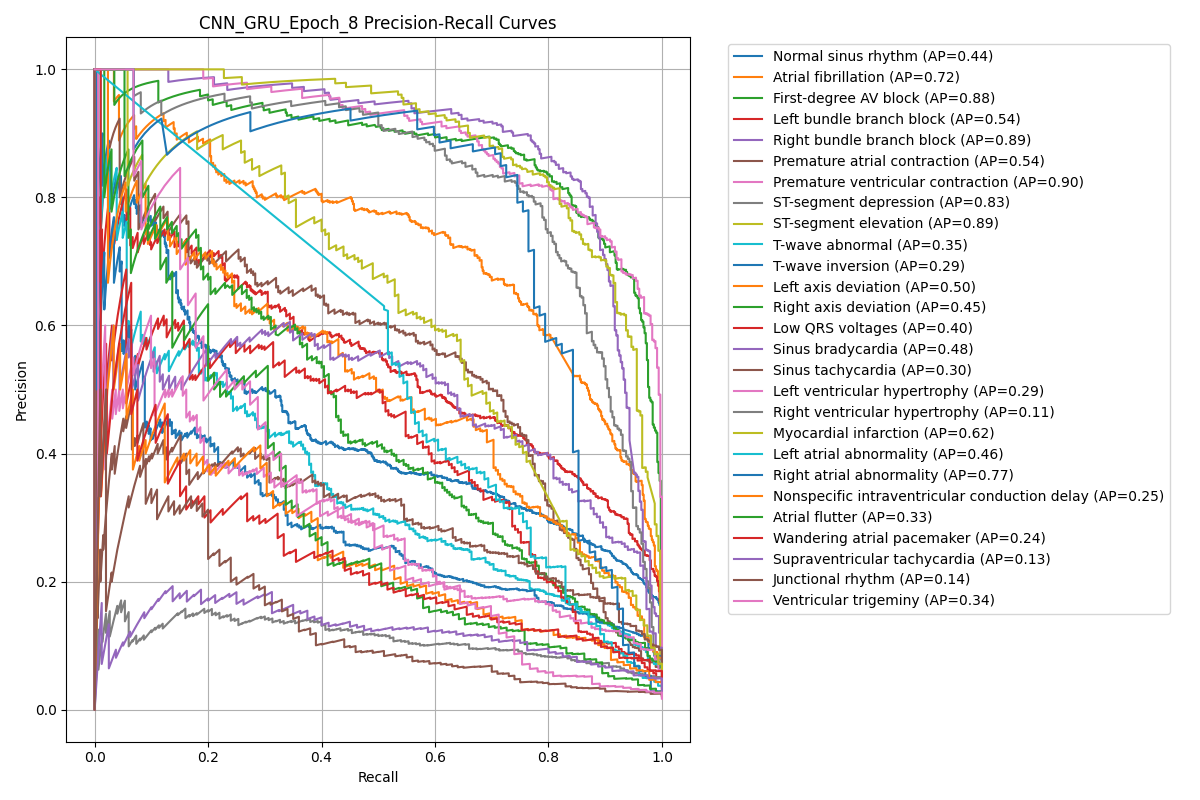 CNN_GRU_Epoch_8 Precision-Recall Curves
Precision
1.0
0.8
0.6
0.4
0.2
0.0
0.0 0.2 0.4 0.6 0.8 1.0
Recall
Normal sinus rhythm (AP=0.44)
Atrial fibrillation (AP=0.72)
First-degree AV block (AP=0.88)
Left bundle branch block (AP=0.54)
Right bundle branch block (AP=0.89)
Premature atrial contraction (AP=0.54)
Premature ventricular contraction (AP=0.90)
ST-segment depression (AP=0.83)
ST-segment elevation (AP=0.89)
T-wave abnormal (AP=0.35)
T-wave inversion (AP=0.29)
Left axis deviation (AP=0.50)
Right axis deviation (AP=0.45)
Low QRS voltages (AP=0.40)
Sinus bradycardia (AP=0.48)
Sinus tachycardia (AP=0.30)
Left ventricular hypertrophy (AP=0.29)
Right ventricular hypertrophy (AP=0.11)
Myocardial infarction (AP=0.62)
Left atrial abnormality (AP=0.46)
Right atrial abnormality (AP=0.77)
Nonspecific intraventricular conduction delay (AP=0.25)
Atrial flutter (AP=0.33)
Wandering atrial pacemaker (AP=0.24)
Supraventricular tachycardia (AP=0.13)
Junctional rhythm (AP=0.14)
Ventricular trigeminy (AP=0.34)